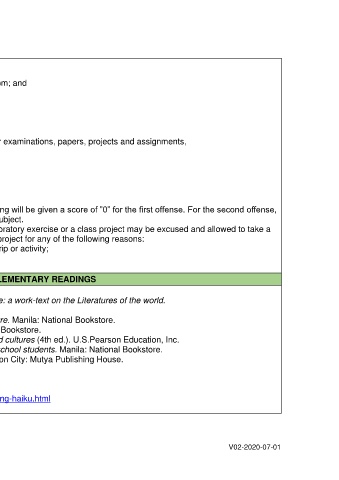 m; and
examinations, papers, projects and assignments,
ng will be given a score of "0" for the first offense. For the second offense,
ubject.
oratory exercise or a class project may be excused and allowed to take a
roject for any of the following reasons:
rip or activity;
LEMENTARY READINGS
e: a work-text on the Literatures of the world.
re. Manila: National Bookstore.
Bookstore.
d cultures (4th ed.). U.S.Pearson Education, Inc.
chool students. Manila: National Bookstore.
on City: Mutya Publishing House.
ng-haiku.html
V02-2020-07-01